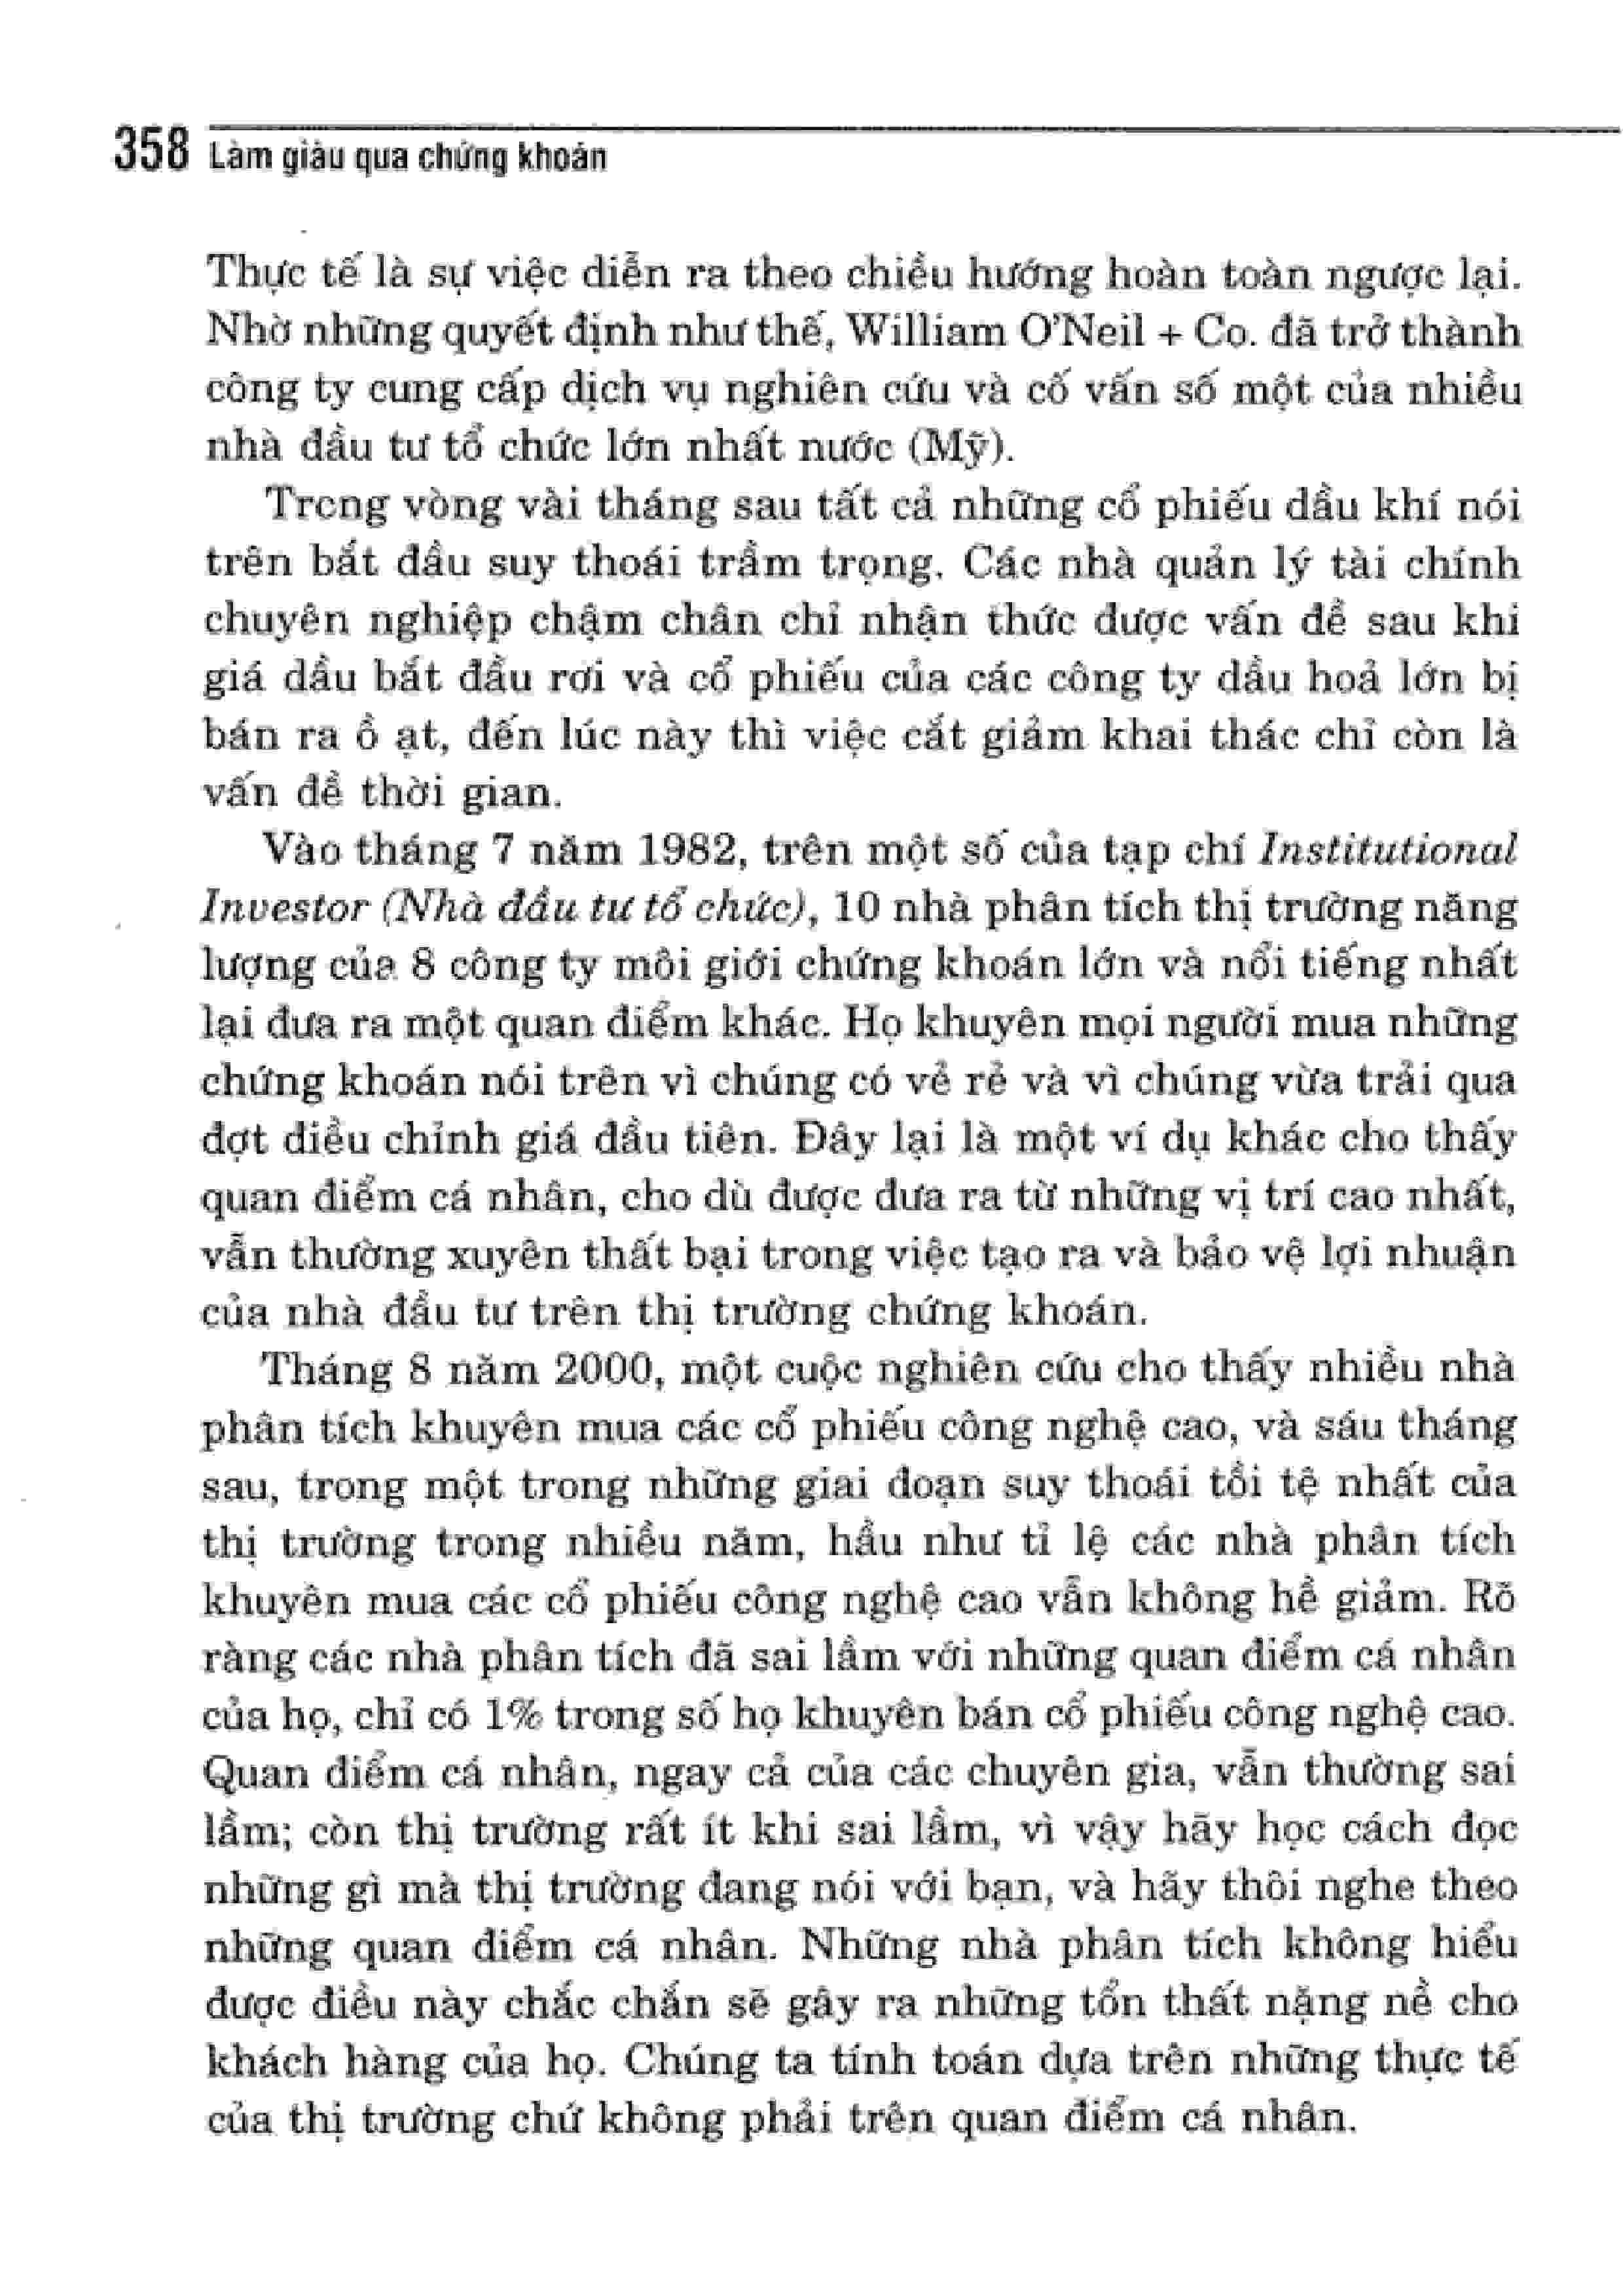 358 Làm giàu qua chứng khoán
Thực tế là sự việc diễn ra theo chiều hướng hoàn toàn ngược lại.
Nhờ những quyết định như thế, William O'Neil + Co. đã trở thành
công ty cung cấp dịch vụ nghiên cứu và cố vấn số một của nhiều
nhà đầu tư tổ chức lớn nhất nước (Mỹ).
Trong vòng vài tháng sau tất cả những cổ phiếu dầu khí nói
trên bắt đầu suy thoái trầm trọng. Các nhà quản lý tài chính
chuyên nghiệp chậm chân chỉ nhận thức được vấn đề sau khi
giá dầu bắt đầu rơi và cổ phiếu của các công ty dầu hoả lớn bị
bán ra ồ ạt, đến lúc này thì việc cắt giảm khai thác chỉ còn là
vấn đề thời gian.
Vào tháng 7 năm 1982, trên một số của tạp chí Institutional
Investor (Nhà đầu tư tổ chức), 10 nhà phân tích thị trường năng
lượng của 8 công ty môi giới chứng khoán lớn và nổi tiếng nhất
lại đưa ra một quan điểm khác. Họ khuyên mọi người mua những
chứng khoán nói trên vì chúng có vẻ rẻ và vì chúng vừa trải qua
đợt điều chỉnh giá đầu tiên. Đây lại là một ví dụ khác cho thấy
quan điểm cá nhân, cho dù được đưa ra từ những vị trí cao nhất,
vẫn thường xuyên thất bại trong việc tạo ra và bảo vệ lợi nhuận
của nhà đầu tư trên thị trường chứng khoán.
Tháng 8 năm 2000, một cuộc nghiên cứu cho thấy nhiều nhà
phân tích khuyên mua các cổ phiếu công nghệ cao, và sáu tháng
sau, trong một trong những giai đoạn suy thoái tồi tệ nhất của
thị trường trong nhiều năm, hầu như tỉ lệ các nhà phân tích
khuyên mua các cổ phiếu công nghệ cao vẫn không hề giảm. Rõ
ràng các nhà phân tích đã sai lầm với những quan điểm cá nhân
của họ, chỉ có 1% trong số họ khuyên bán cổ phiếu công nghệ cao.
Quan điểm cá nhân, ngay cả của các chuyên gia, vẫn thường sai
lầm; còn thị trường rất ít khi sai lầm, vì vậy hãy học cách đọc
những gì mà thị trường đang nói với bạn, và hãy thôi nghe theo
những quan điểm cá nhân. Những nhà phân tích không hiểu
được điều này chắc chắn sẽ gây ra những tổn thất nặng nề cho
khách hàng của họ. Chúng ta tính toán dựa trên những thực tế
của thị trường chứ không phải trên quan điểm cá nhân.